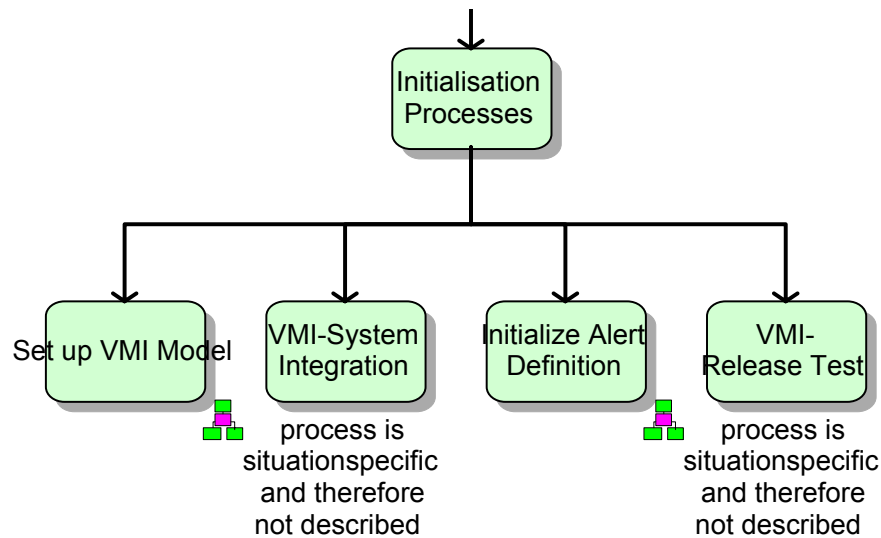 Initialisation
Processes
Set up VMI Model
VMI-System
Integration
Initialize Alert
Definition
VMI-
Release Test
process is
situationspecific
and therefore
not described
process is
situationspecific
and therefore
not described